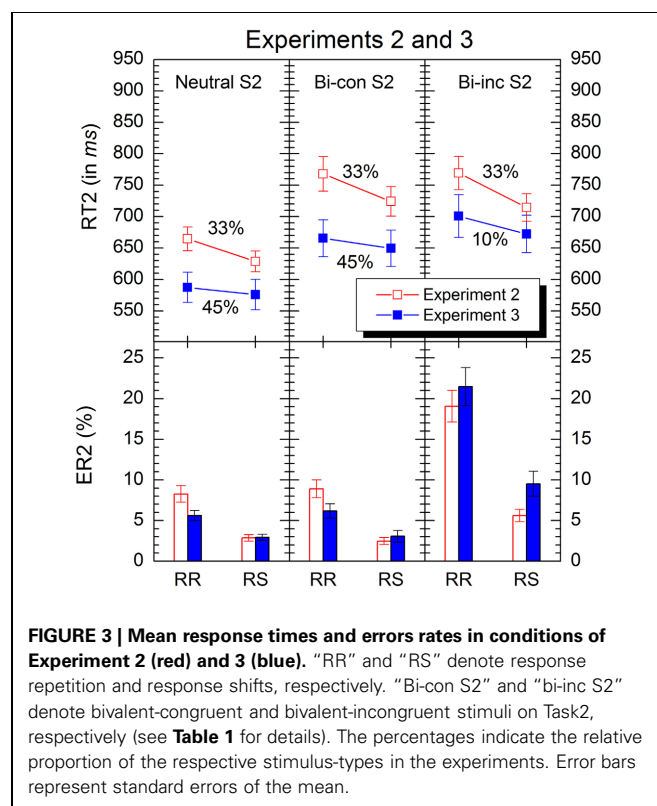 Experiments 2 and 3
Neutral S2 Bi-con S2 Bi-inc S2
RT2 (in ms)
950 950
900 900
850 850
800 800
750 750
700 700
650 650
600 600
550 550
33% 33% 33%
45% 45% 10%
Experiment 2
Experiment 3
ER2 (%)
25
20 20
15 15
10 10
5 5
0 0
RR RS RR RS RR RS
FIGURE 3 | Mean response times and errors rates in conditions of
Experiment 2 (red) and 3 (blue). “RR” and “RS” denote response
repetition and response shifts, respectively. “Bi-con S2” and “bi-inc S2”
denote bivalent-congruent and bivalent-incongruent stimuli on Task2,
respectively (see Table 1 for details). The percentages indicate the relative
proportion of the respective stimulus-types in the experiments. Error bars
represent standard errors of the mean.